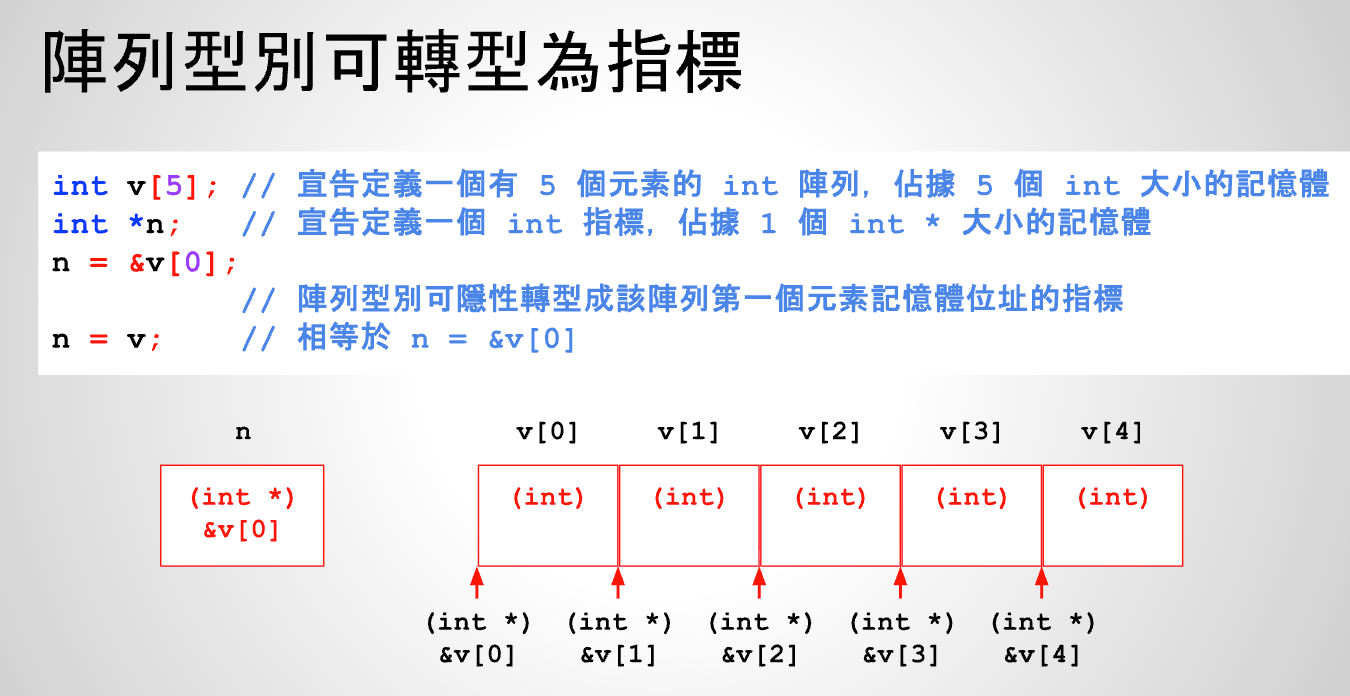 陣列型別可轉型為指標
int v[5]; // 宣告定義一個有 5 個元素的 int 陣列, 佔據 5 個 int 大小的記憶體
int *n;   // 宣告定義一個 int 指標, 佔據 1 個 int * 大小的記憶體
n = &v[0];
// 陣列型別可隱性轉型成該陣列第一個元素記憶體位址的指標
n = v;    // 相等於 n = &v[0]
n v[0] v[1] v[2] v[3] v[4]
(int *) (int) (int) (int) (int) (int)
&v[0]
(int *) (int *) (int *) (int *) (int *)
&v[0] &v[1] &v[2] &v[3] &v[4]